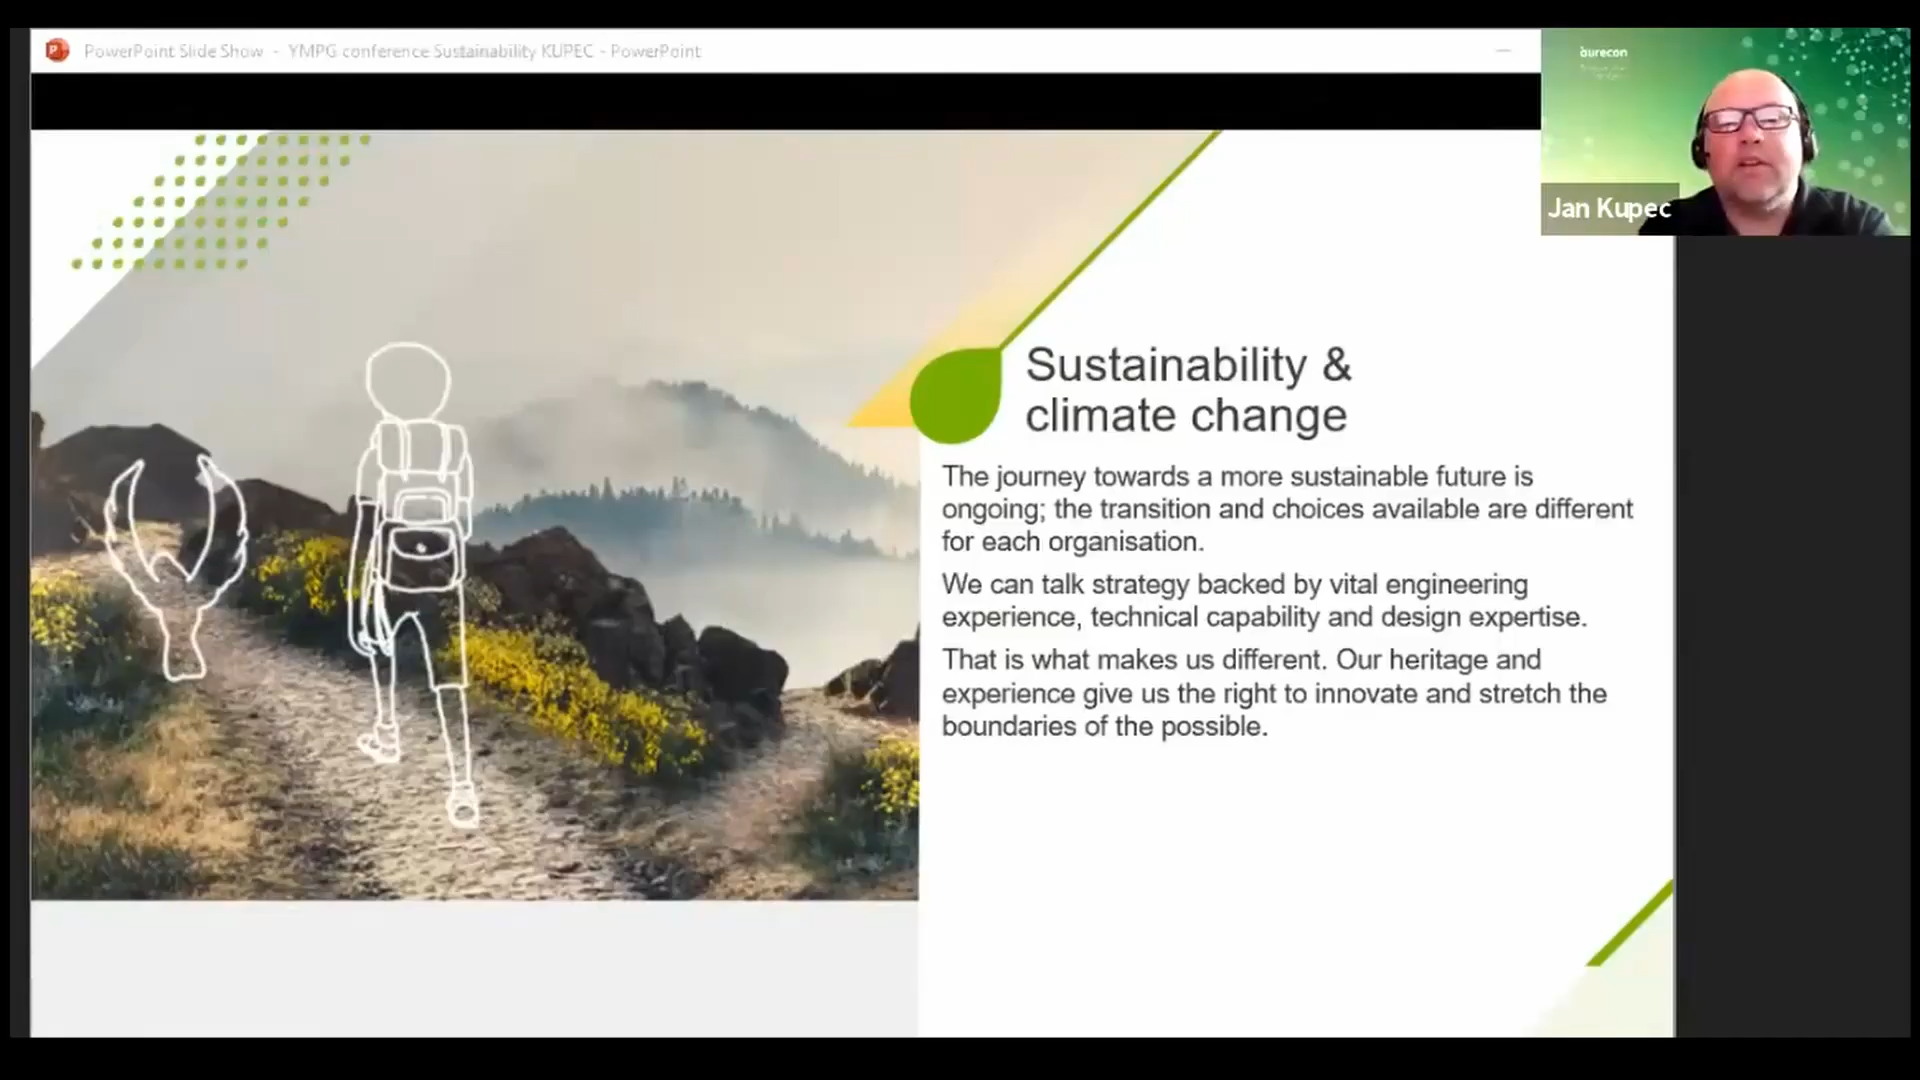 PowerPoint Slide Show - YMPG conference Sustainability KUPEC - PowerPoint
aurecon
Jan Kupec
Sustainability &
climate change
The journey towards a more sustainable future is
ongoing; the transition and choices available are different
for each organisation.
We can talk strategy backed by vital engineering
experience, technical capability and design expertise.
That is what makes us different. Our heritage and
experience give us the right to innovate and stretch the
boundaries of the possible.